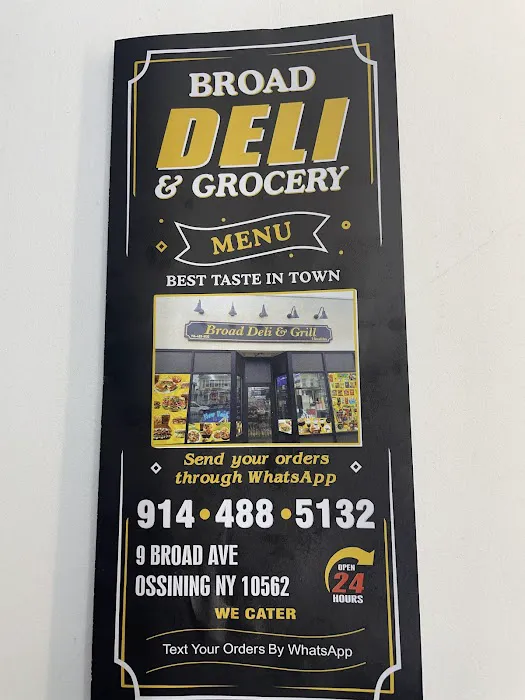 BROAD
DELI
& GROCERY
MENU
BEST TASTE IN TOWN
Broad Deli & Grill
Send your orders
through WhatsApp
914•488•5132
9 BROAD AVE
OSSINING NY 10562
OPEN
24
HOURS
WE CATER
Text Your Orders By WhatsApp